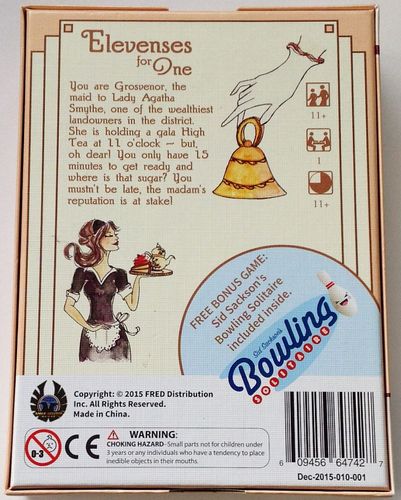 Elevenses
for
One
You are Grosvenor, the
maid to Lady Agatha
Smythe, one of the wealthiest
landowners in the district.
She is holding a gala High
Tea at 11 o'clock – but,
oh dear! You only have 15
minutes to get ready and
where is that sugar? You
mustn't be late, the madam's
reputation is at stake!
11+
1
11+
FREE BONUS GAME:
Sid Sackson's
Bowling Solitaire
included inside.
Sid Sackson's
Bowling
SOLITAIRE
Copyright: © 2015 FRED Distribution
Inc. All Rights Reserved.
Made in China.
0-3
CE
WARNING:
CHOKING HAZARD- Small parts not for children under
3 years or any individuals who have a tendency to place
inedible objects in their mouths.
6 09456 64742 7
Dec-2015-010-001